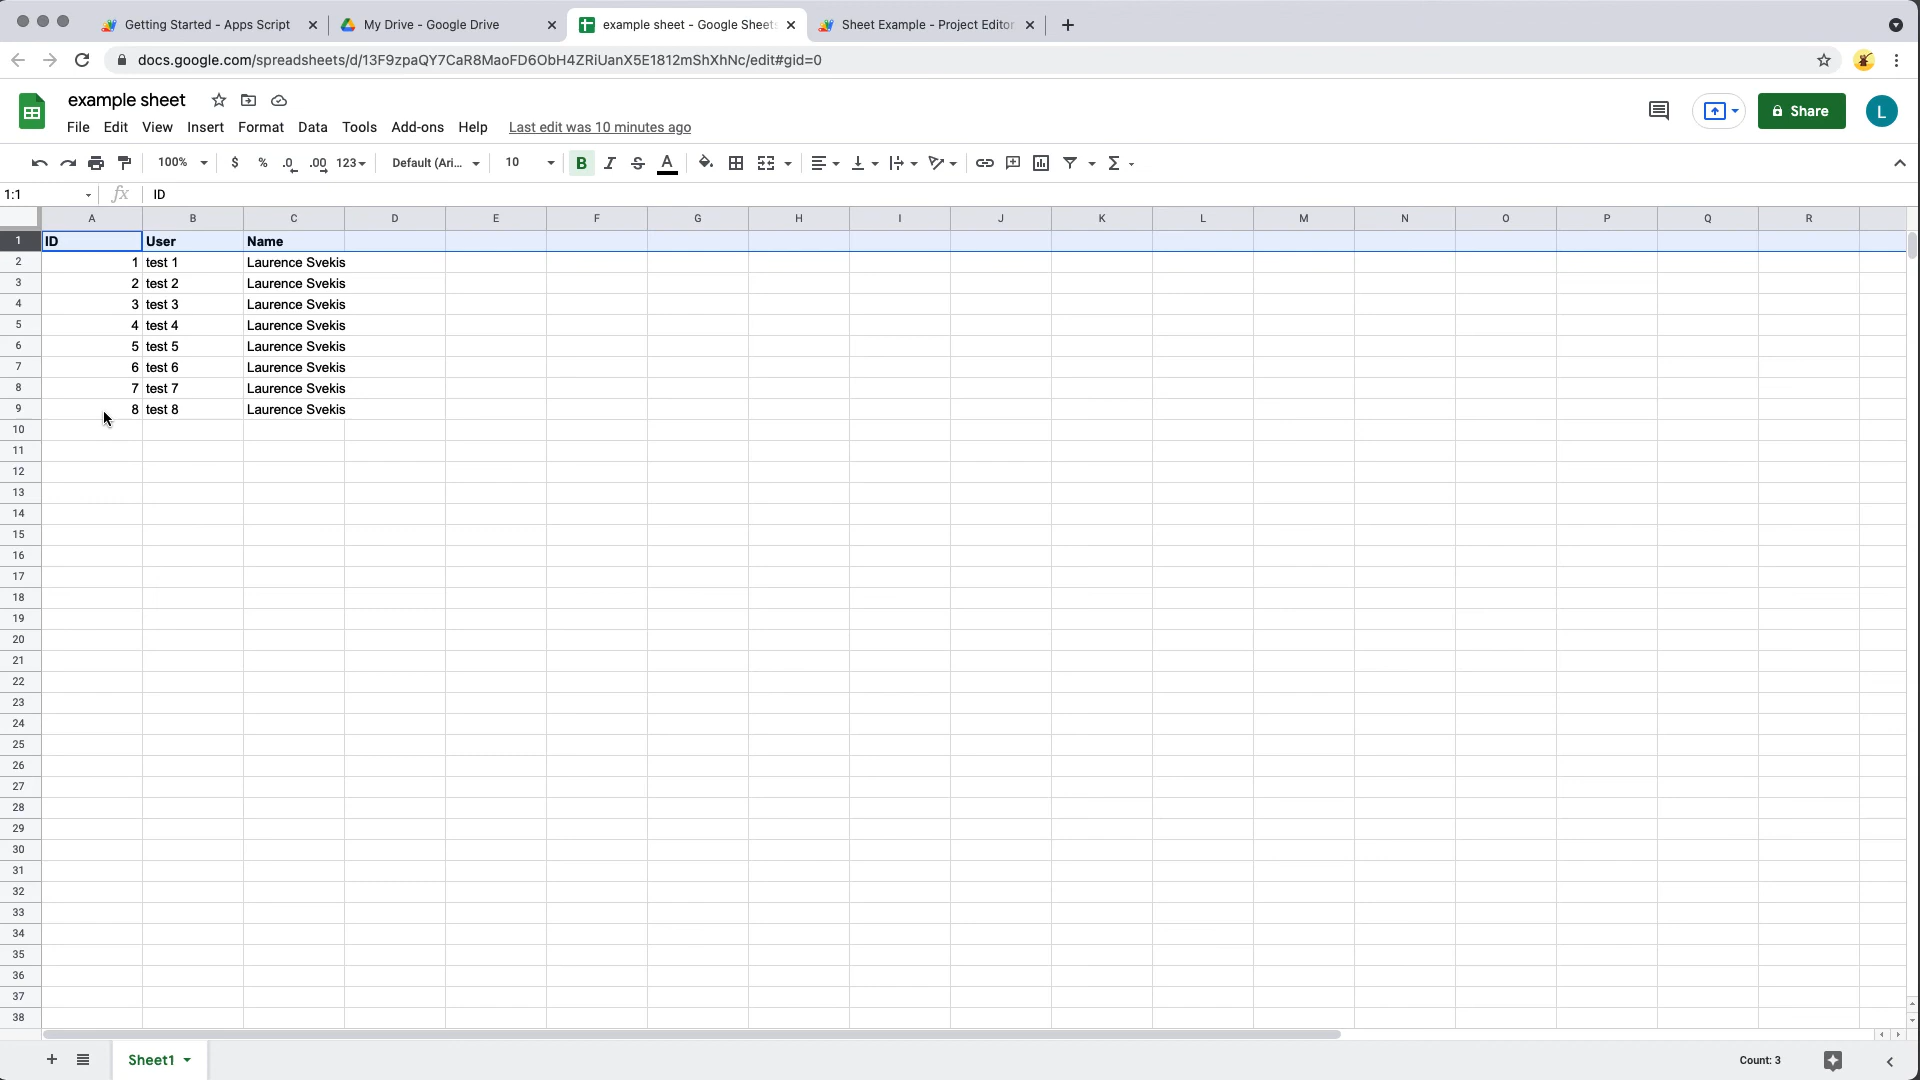 Getting Started - Apps Script
My Drive - Google Drive
example sheet - Google Sheets
Sheet Example - Project Editor
docs.google.com/spreadsheets/d/13F9zpaQY7CaR8MaoFD6ObH4ZRiUanX5E1812mShXhNc/edit#gid=0
example sheet
File Edit View Insert Format Data Tools Add-ons Help Last edit was 10 minutes ago
Share
L
100% $ % .0 .00 123 Default (Ari... 10 B I S A Σ
1:1 fx ID
A B C D E F G H I J K L M N O P Q R
1 ID User Name
2 1 test 1 Laurence Svekis
3 2 test 2 Laurence Svekis
4 3 test 3 Laurence Svekis
5 4 test 4 Laurence Svekis
6 5 test 5 Laurence Svekis
7 6 test 6 Laurence Svekis
8 7 test 7 Laurence Svekis
9 8 test 8 Laurence Svekis
10
11
12
13
14
15
16
17
18
19
20
21
22
23
24
25
26
27
28
29
30
31
32
33
34
35
36
37
38
Sheet1
Count: 3